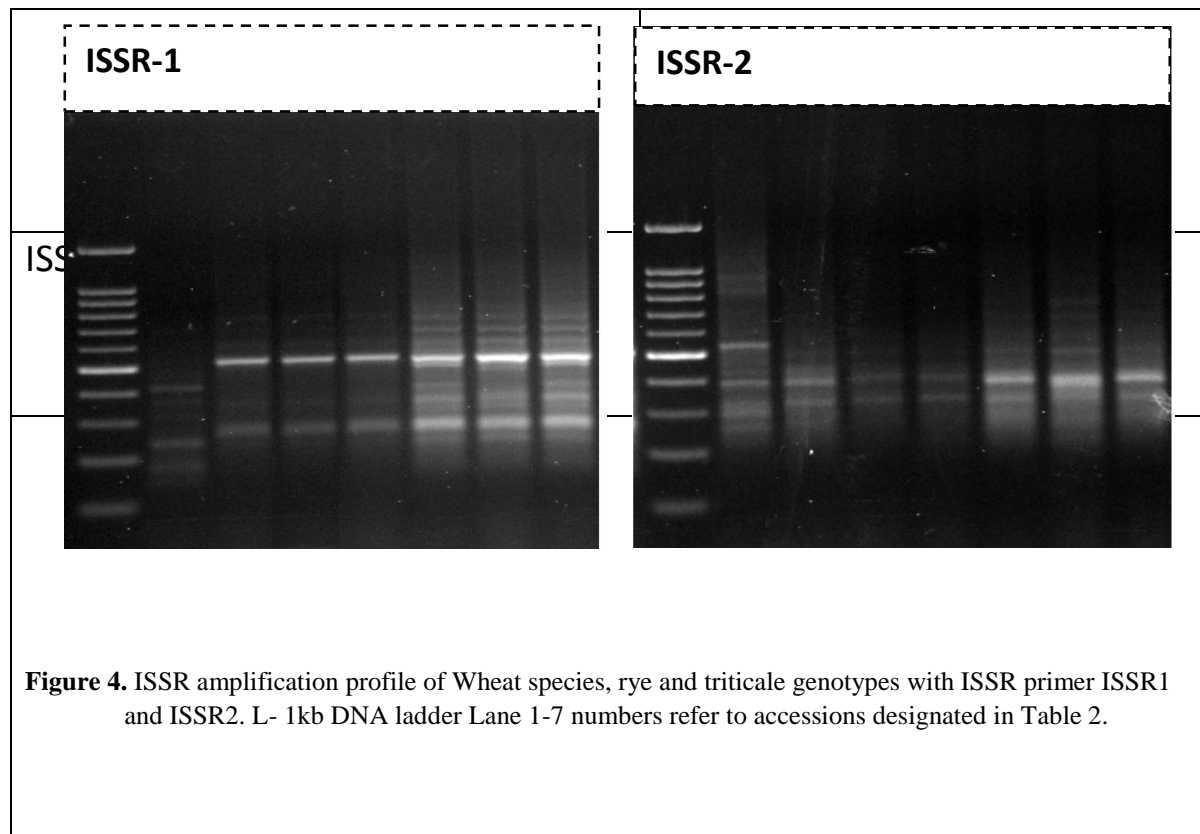 ISSR-1
ISSR-2
ISS
Figure 4. ISSR amplification profile of Wheat species, rye and triticale genotypes with ISSR primer ISSR1
and ISSR2. L- 1kb DNA ladder Lane 1-7 numbers refer to accessions designated in Table 2.